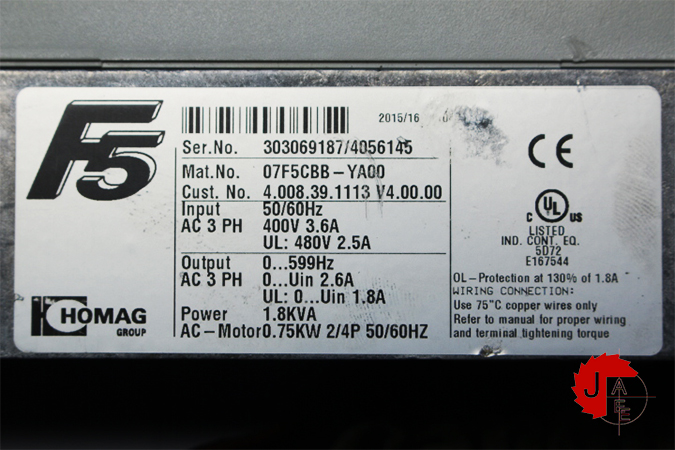 F5
2015/16
Ser.No. 303069187/4056145
Mat.No. 07F5CBB-YA00
Cust. No. 4.008.39.1113 V4.00.00
Input 50/60Hz
AC 3 PH 400V 3.6A
UL: 480V 2.5A
Output 0...599Hz
AC 3 PH 0...Uin 2.6A
UL: 0...Uin 1.8A
Power 1.8KVA
AC-Motor0.75KW 2/4P 50/60HZ
HOMAG
GROUP
CE
C UL US
LISTED
IND. CONT. EQ.
5D72
E167544
OL-Protection at 130% of 1.8A
WIRING CONNECTION:
Use 75°C copper wires only
Refer to manual for proper wiring
and terminal tightening torque
J